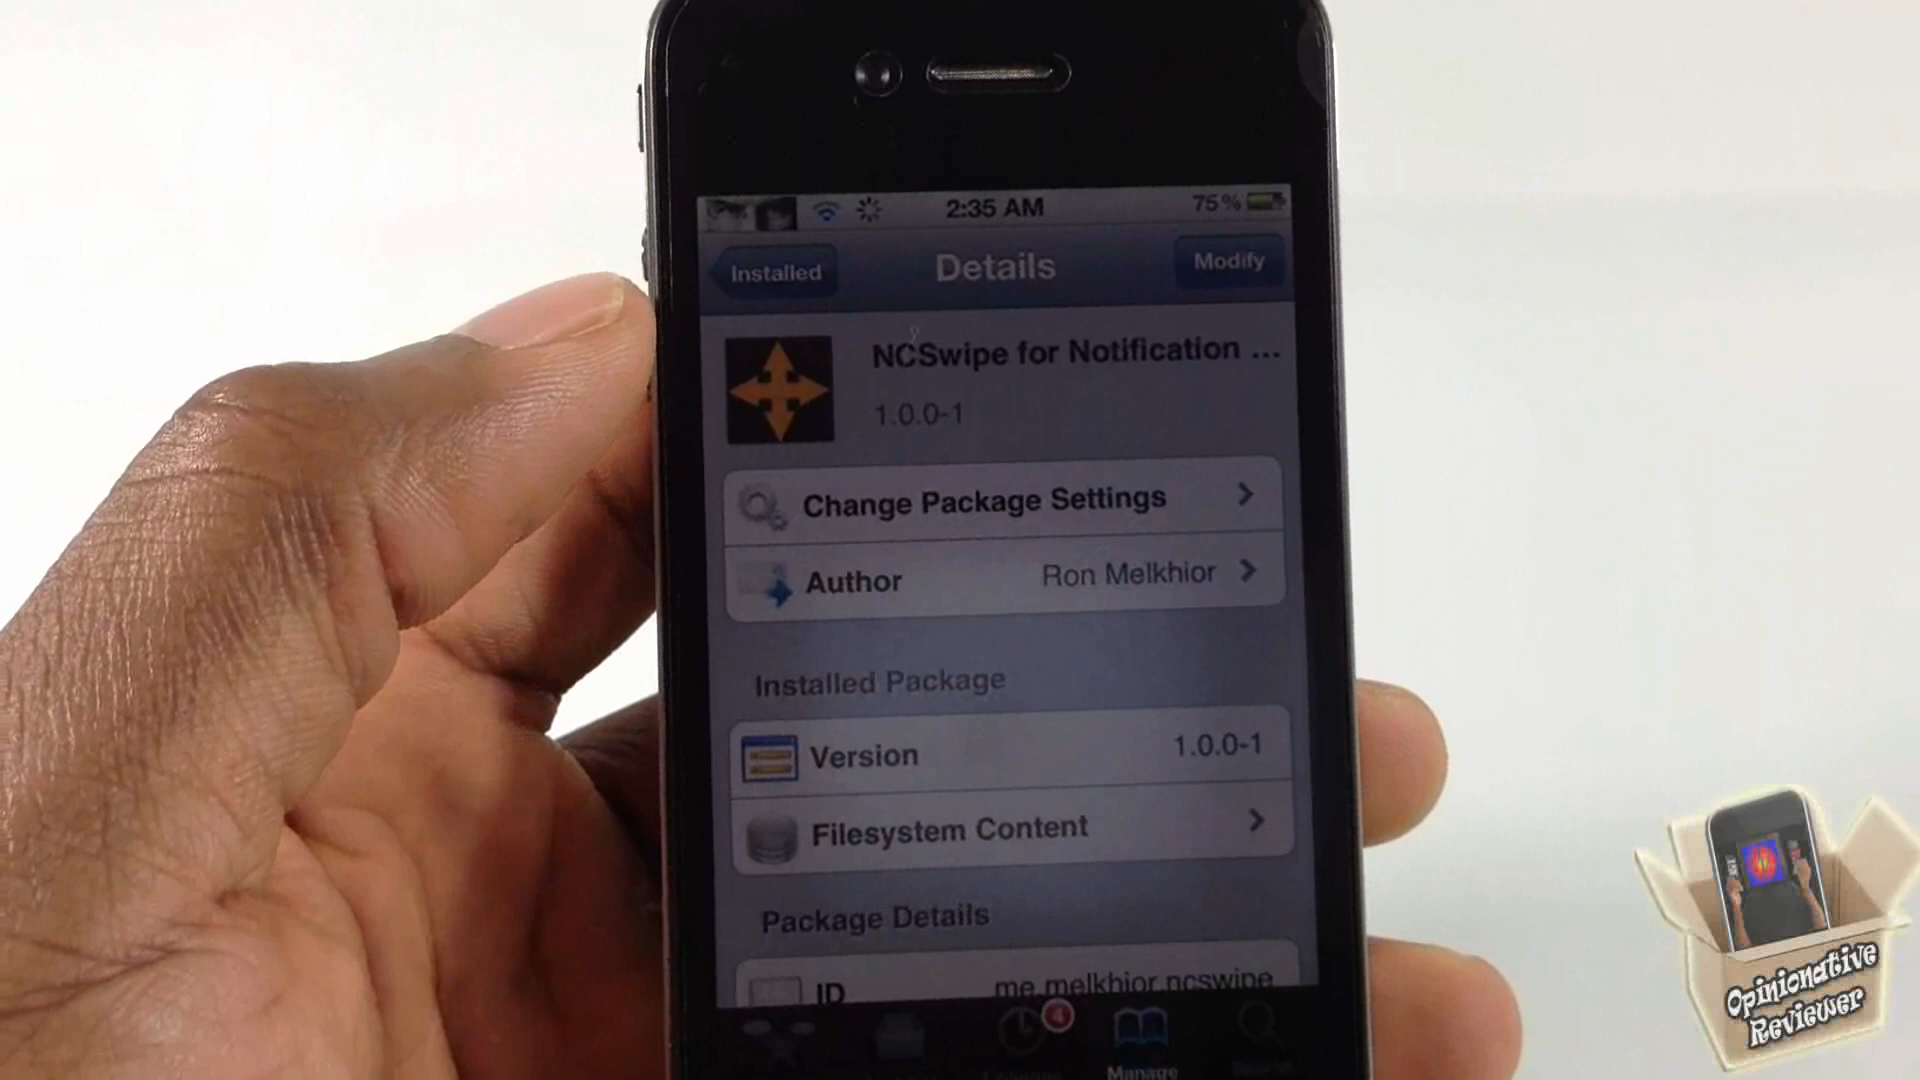 2:35 AM
75%
Installed
Details
Modify
NCSwipe for Notification ...
1.0.0-1
Change Package Settings
Author
Ron Melkhior
Installed Package
Version
1.0.0-1
Filesystem Content
Package Details
ID
me.melkhior.ncswipe
4
Manage
Opinionative
Reviewer